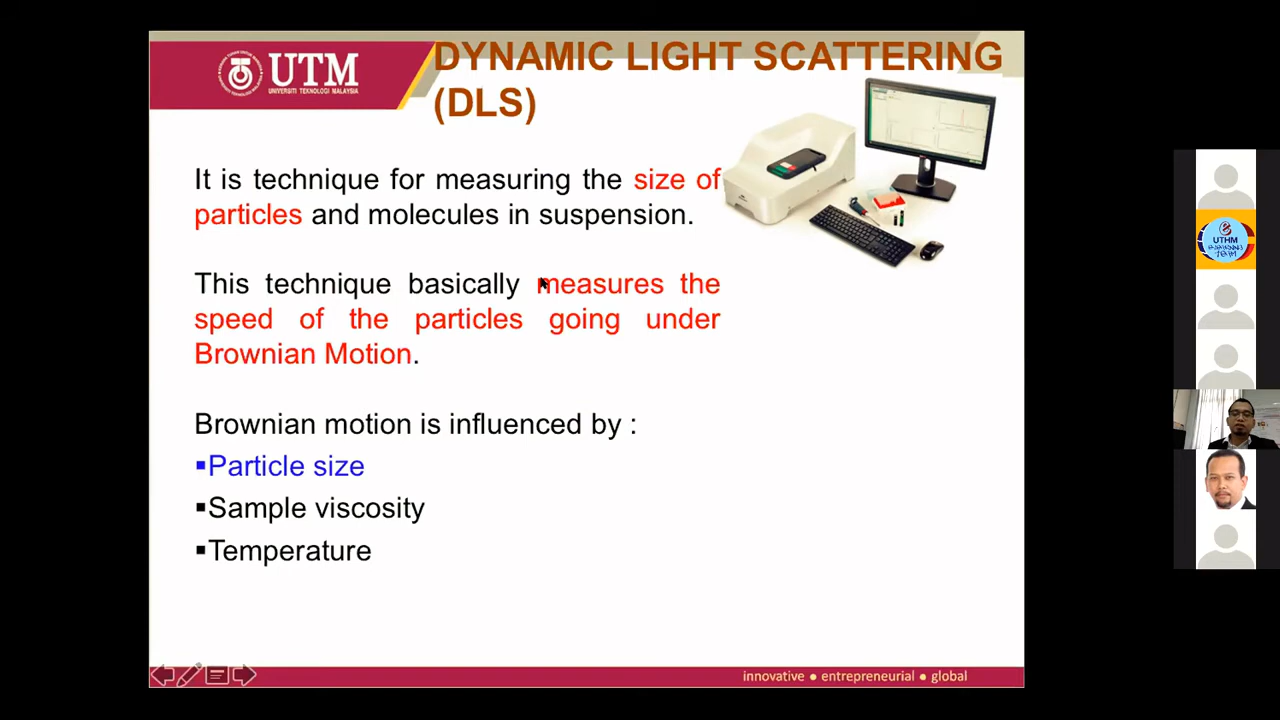 UTM
UNIVERSITI TEKNOLOGI MALAYSIA
DYNAMIC LIGHT SCATTERING
(DLS)
It is technique for measuring the size of
particles and molecules in suspension.
This technique basically measures the
speed of the particles going under
Brownian Motion.
Brownian motion is influenced by :
▪Particle size
▪Sample viscosity
▪Temperature
innovative ● entrepreneurial ● global
UTHM